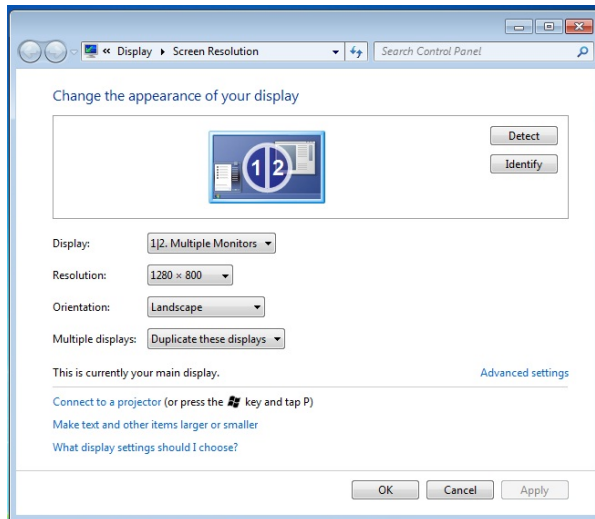 « Display ▸ Screen Resolution
Search Control Panel
Change the appearance of your display
1|2
Detect
Identify
Display: 1|2. Multiple Monitors
Resolution: 1280 × 800
Orientation: Landscape
Multiple displays: Duplicate these displays
This is currently your main display. Advanced settings
Connect to a projector (or press the key and tap P)
Make text and other items larger or smaller
What display settings should I choose?
OK Cancel Apply